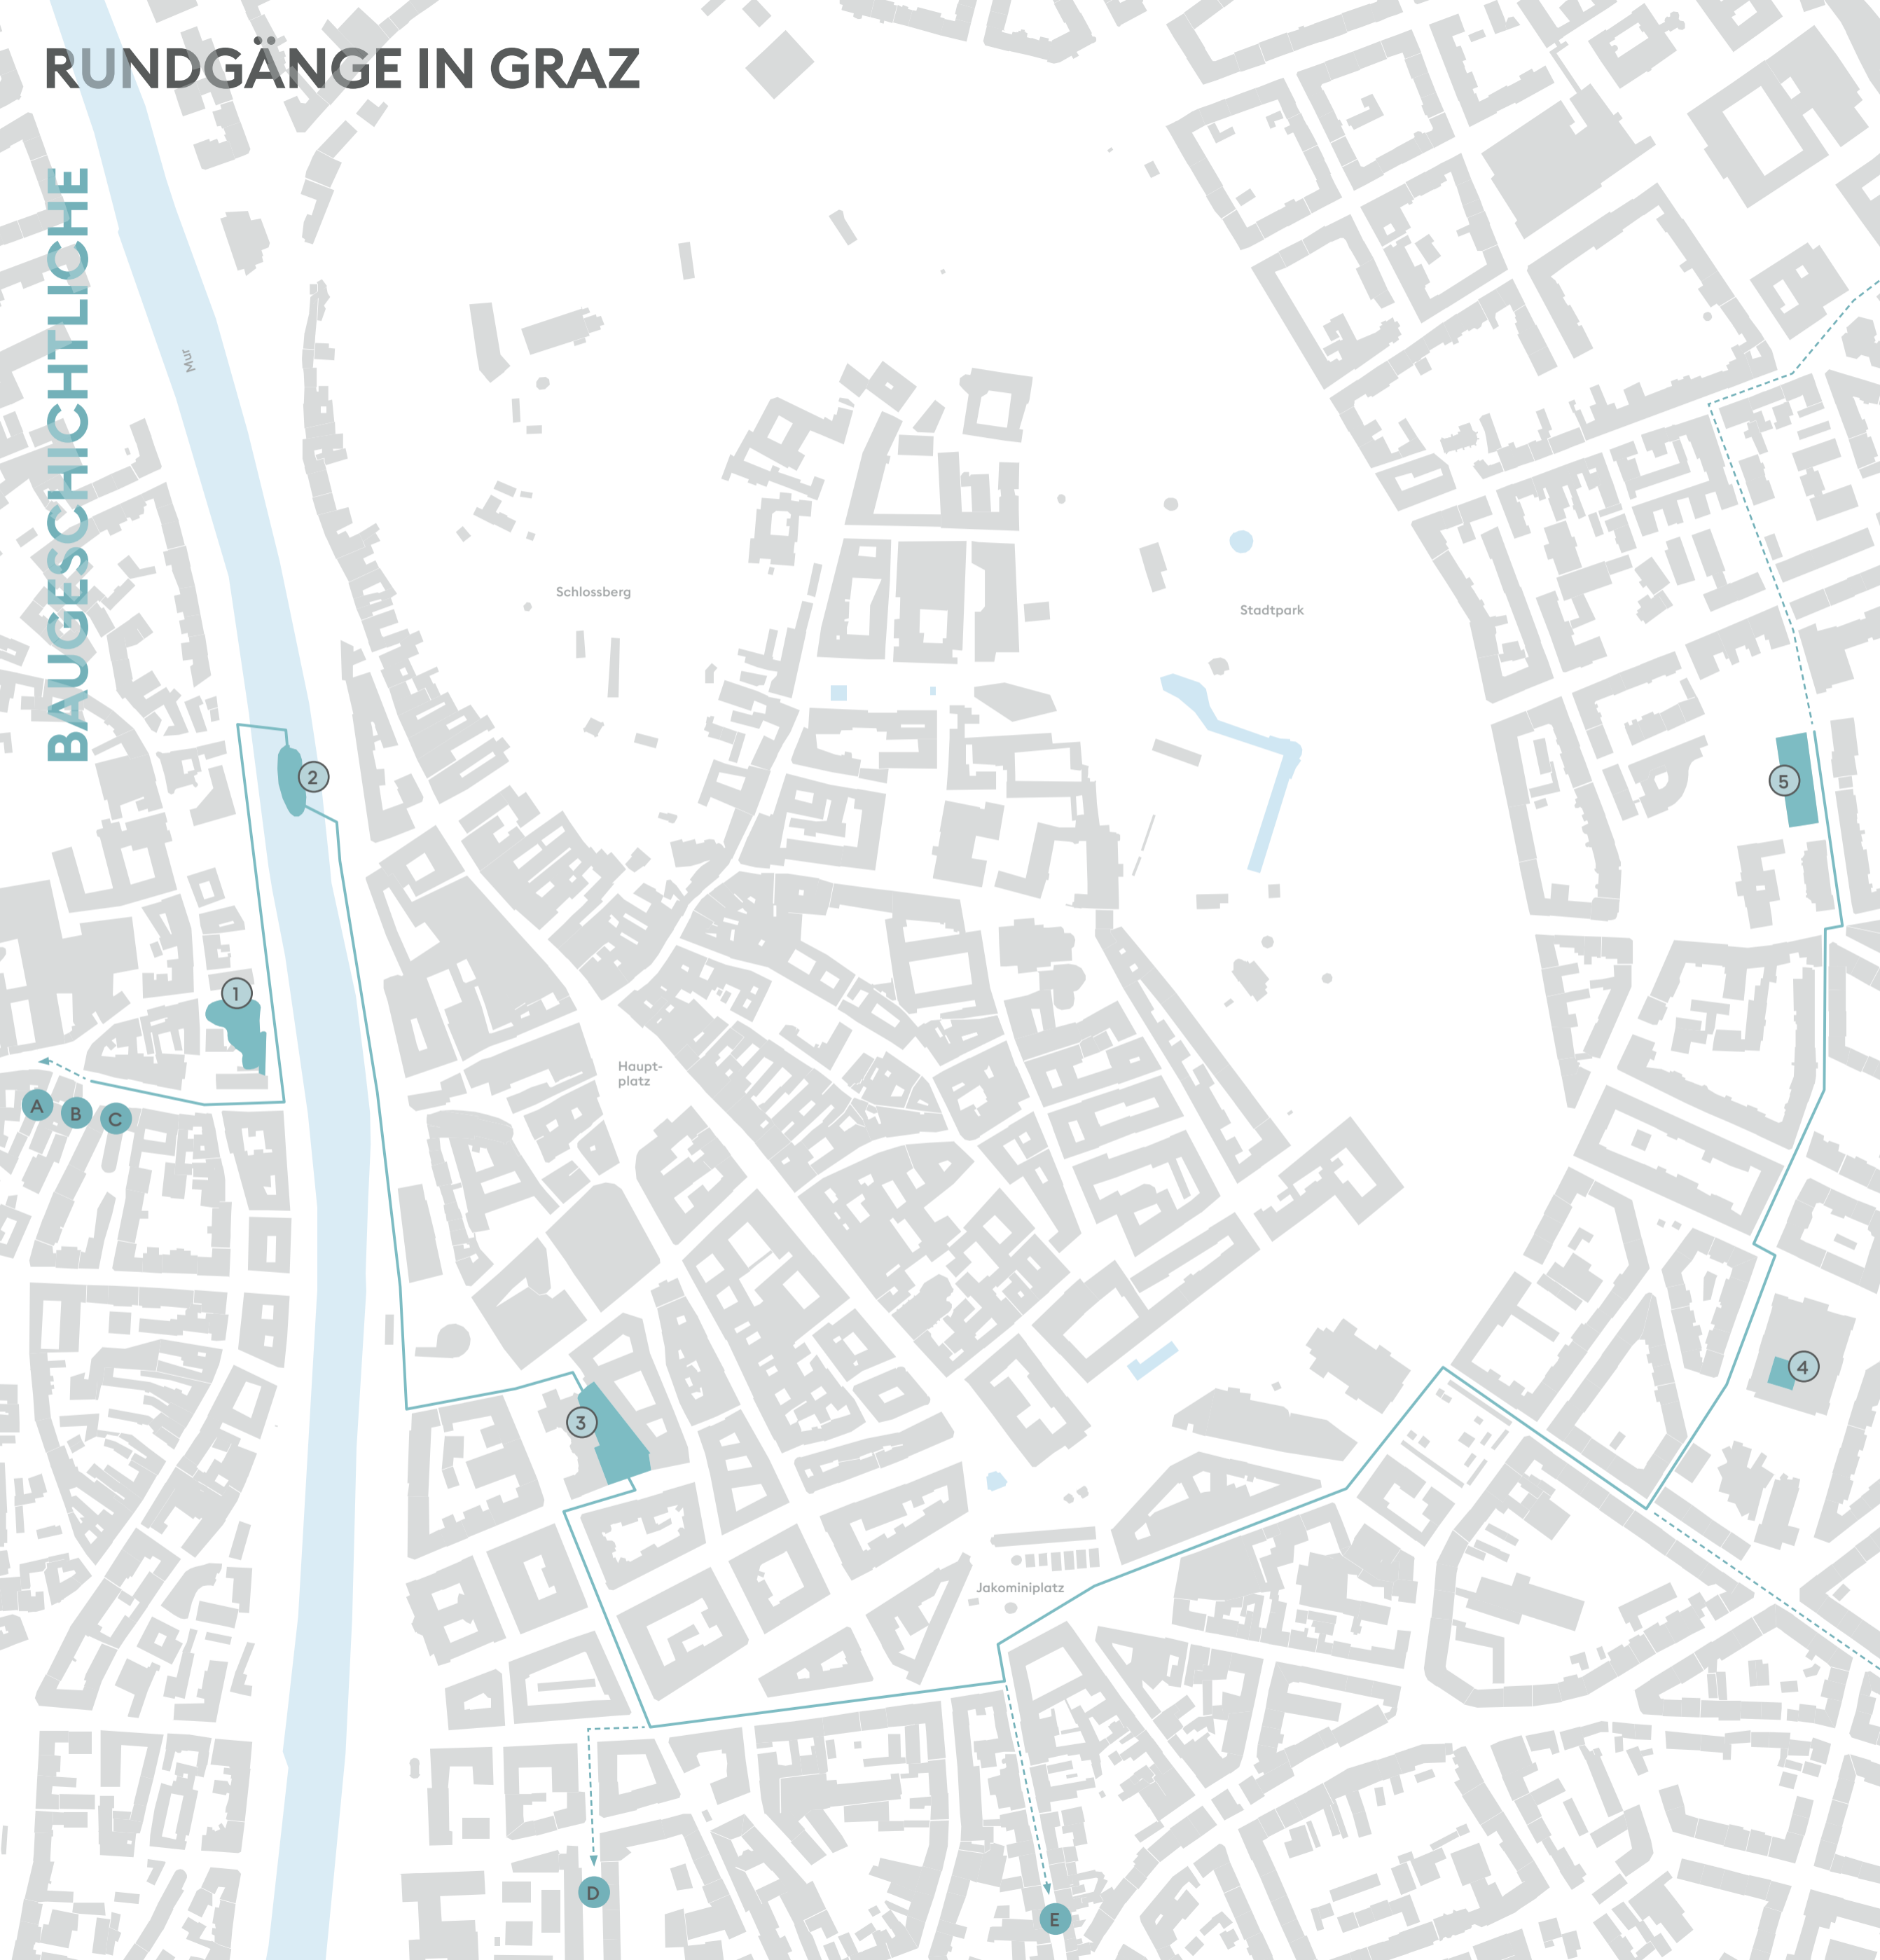 RUNDGÄNGE IN GRAZ
BAUGESCHICHTLICHE
Mur
Schlossberg
Stadtpark
2
5
1
Haupt-
platz
A
B
C
4
3
Jakominiplatz
D
E